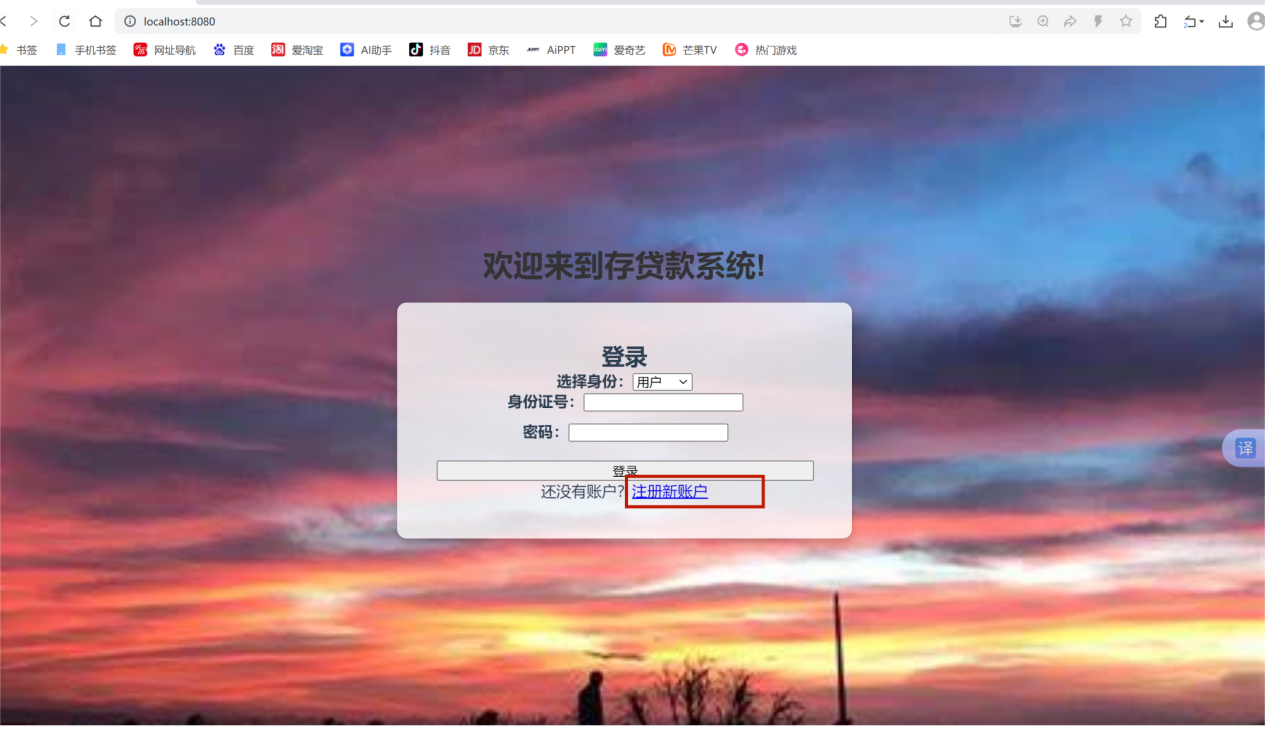 localhost:8080
书签 手机书签 网址导航 百度 爱淘宝 AI助手 抖音 JD 京东 AiPPT AiPPT 爱奇艺 芒果TV 热门游戏
欢迎来到存贷款系统!
登录
选择身份: 用户
身份证号:
密码:
登录
还没有账户? 注册新账户
译